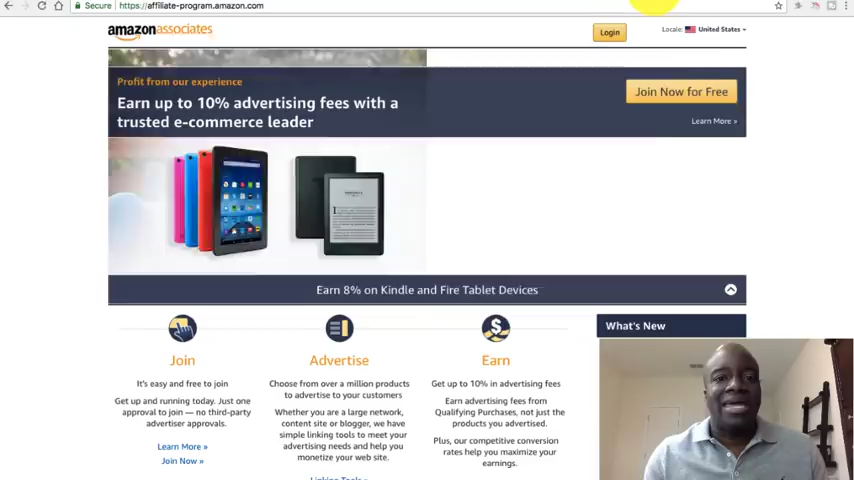 Secure https://affiliate-program.amazon.com
amazonassociates
Login
Locale: United States
Profit from our experience
Earn up to 10% advertising fees with a
trusted e-commerce leader
Join Now for Free
Learn More »
Earn 8% on Kindle and Fire Tablet Devices
Join
It's easy and free to join
Get up and running today. Just one
approval to join — no third-party
advertiser approvals.
Learn More »
Join Now »
Advertise
Choose from over a million products
to advertise to your customers
Whether you are a large network,
content site or blogger, we have
simple linking tools to meet your
advertising needs and help you
monetize your web site.
Linking Tools »
Earn
Get up to 10% in advertising fees
Earn advertising fees from
Qualifying Purchases, not just the
products you advertised.
Plus, our competitive conversion
rates help you maximize your
earnings.
What's New